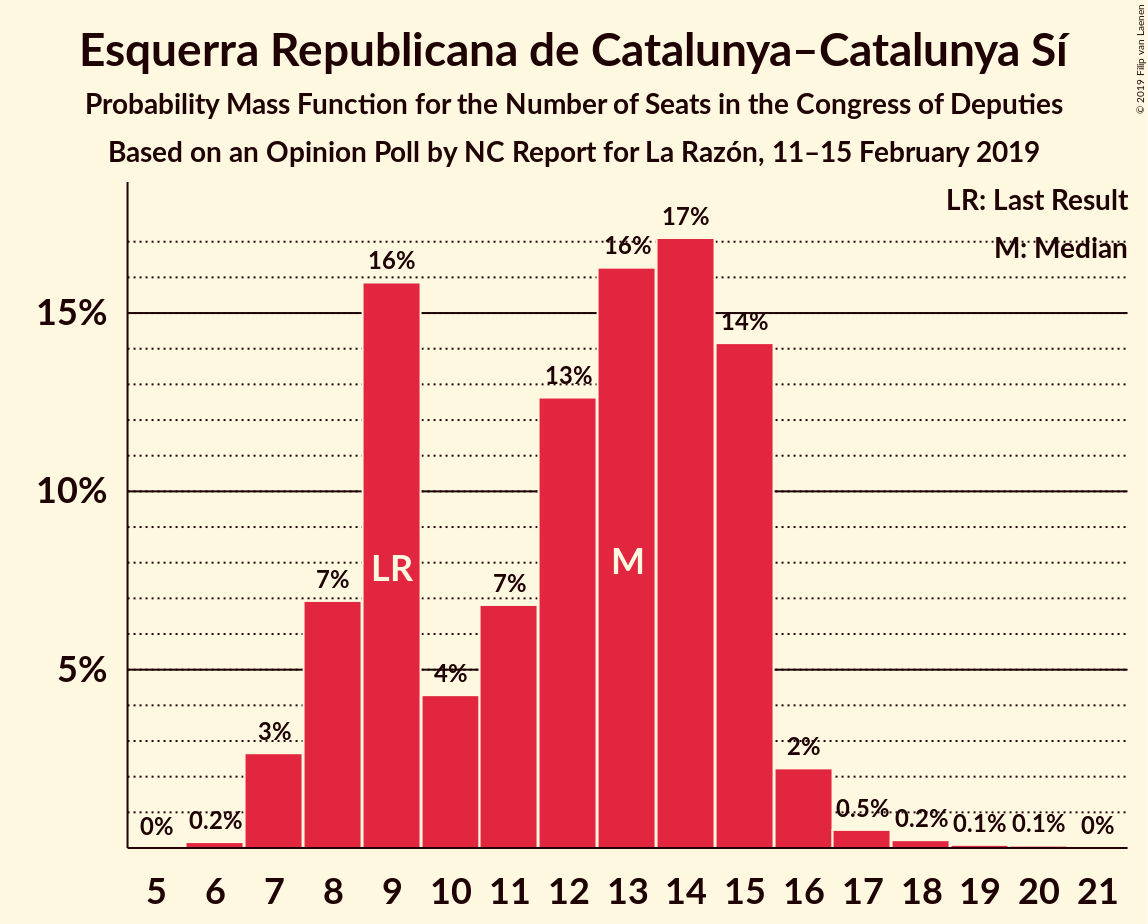 Esquerra Republicana de Catalunya–Catalunya Sí
Probability Mass Function for the Number of Seats in the Congress of Deputies
Based on an Opinion Poll by NC Report for La Razón, 11–15 February 2019
© 2019 Filip van Laenen
LR: Last Result
M: Median
15%
10%
5%
0% 0.2% 3% 7% 16% 4% 7% 13% 16% 17% 14% 2% 0.5% 0.2% 0.1% 0.1% 0%
LR M
5 6 7 8 9 10 11 12 13 14 15 16 17 18 19 20 21